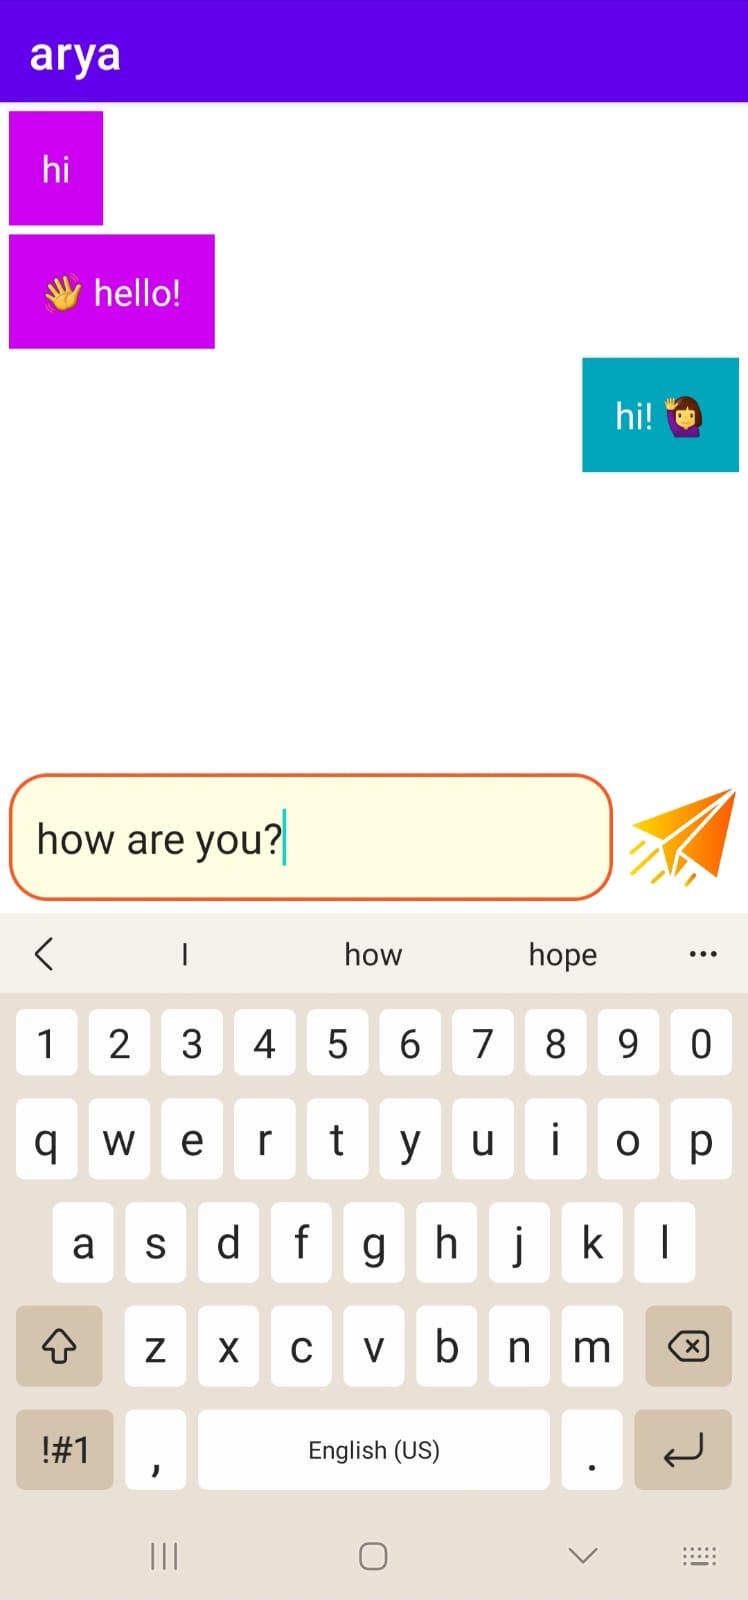 arya
hi
👋 hello!
hi! 🙋‍♀️
how are you?
I how hope
1 2 3 4 5 6 7 8 9 0
q w e r t y u i o p
a s d f g h j k l
z x c v b n m
!#1 , English (US) .